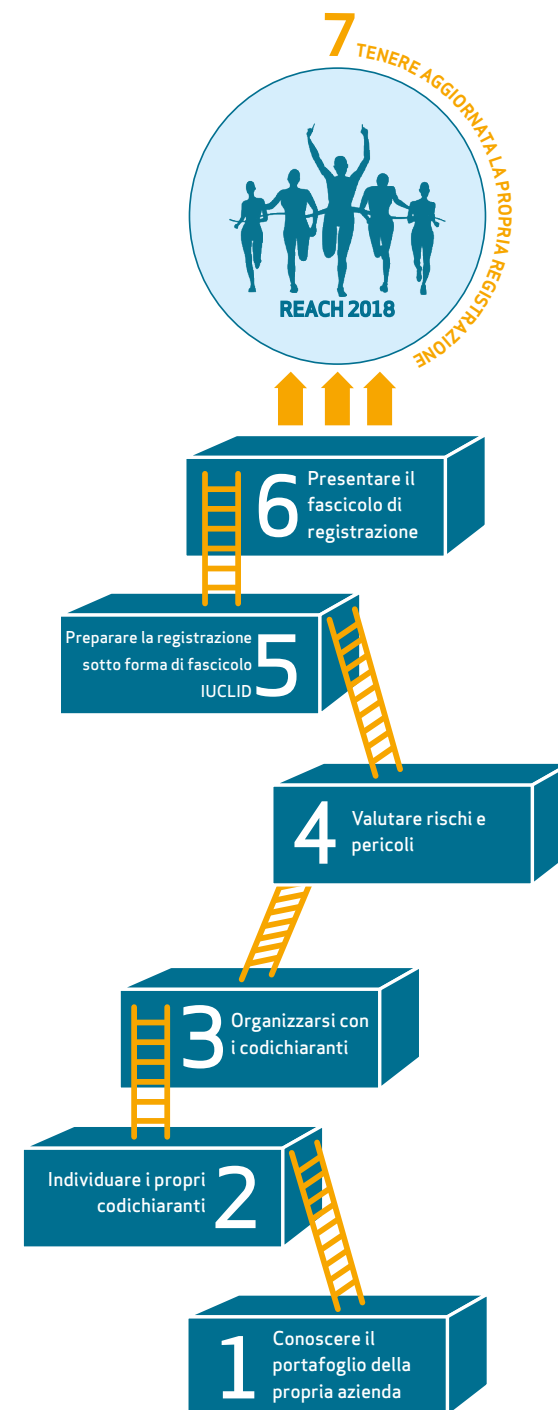 7
TENERE AGGIORNATA LA PROPRIA REGISTRAZIONE
REACH 2018
6
Presentare il
fascicolo di
registrazione
Preparare la registrazione
sotto forma di fascicolo
IUCLID
5
4
Valutare rischi e
pericoli
3
Organizzarsi con
i codichiaranti
Individuare i propri
codichiaranti
2
1
Conoscere il
portafoglio della
propria azienda